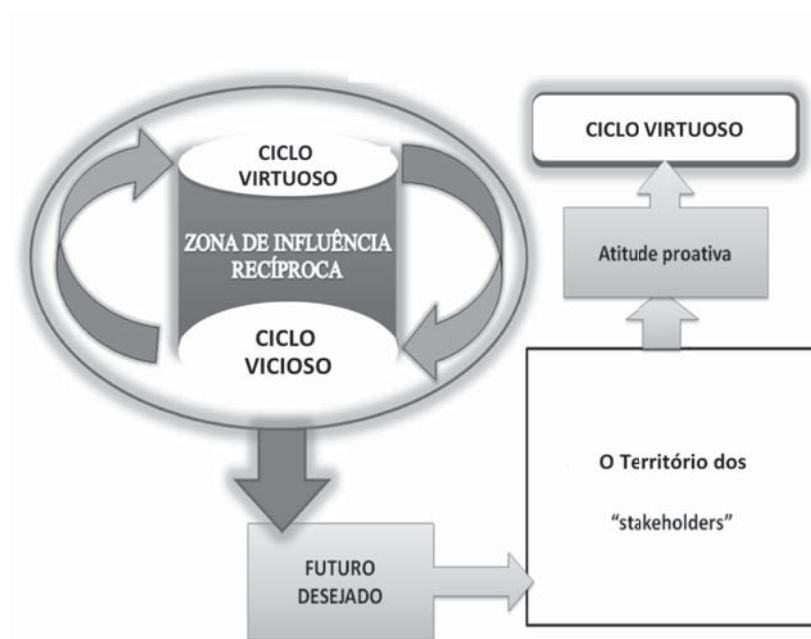 CICLO
VIRTUOSO
ZONA DE INFLUÊNCIA
RECÍPROCA
CICLO
VICIOSO
FUTURO
DESEJADO
O Território dos
“stakeholders”
Atitude proativa
CICLO VIRTUOSO